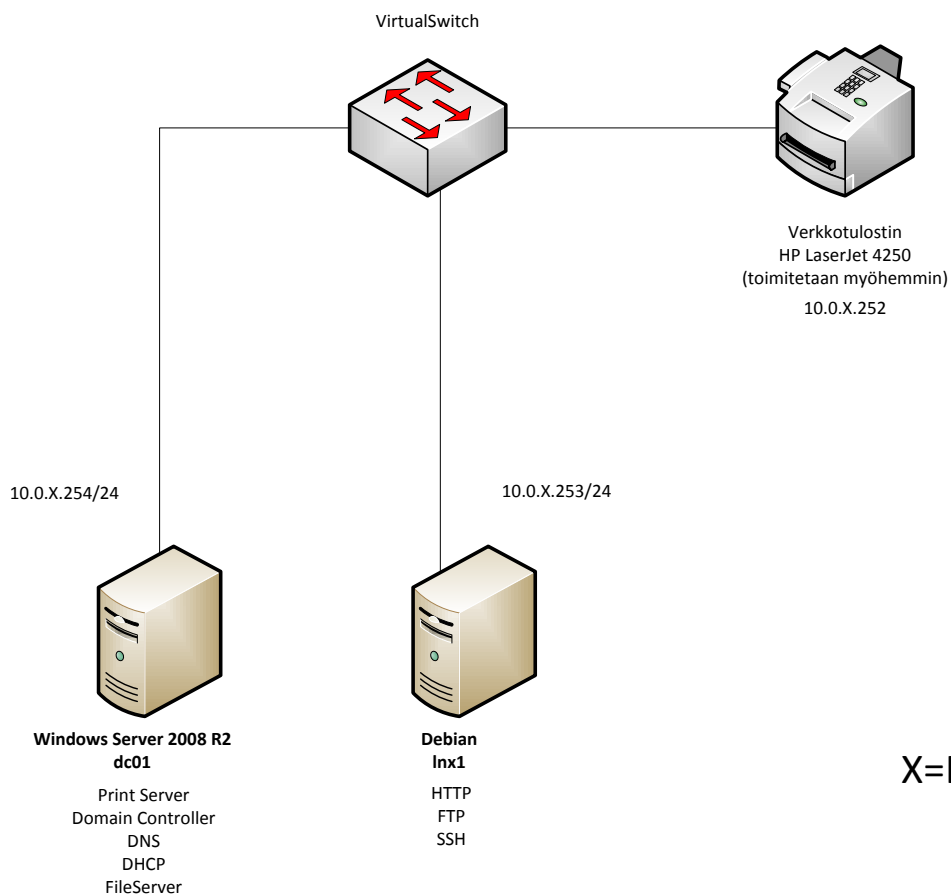 VirtualSwitch
Verkkotulostin
HP LaserJet 4250
(toimitetaan myöhemmin)
10.0.X.252
10.0.X.254/24
10.0.X.253/24
Windows Server 2008 R2
dc01
Print Server
Domain Controller
DNS
DHCP
FileServer
Debian
lnx1
HTTP
FTP
SSH